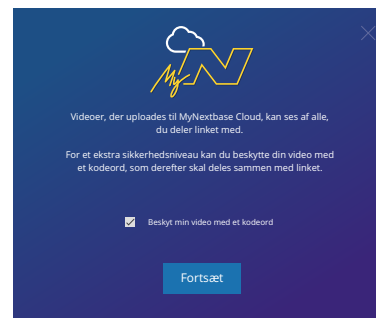 My N
Videoer, der uploades til MyNextbase Cloud, kan ses af alle,
du deler linket med.
For et ekstra sikkerhedsniveau kan du beskytte din video med
et kodeord, som derefter skal deles sammen med linket.
Beskyt min video med et kodeord
Fortsæt